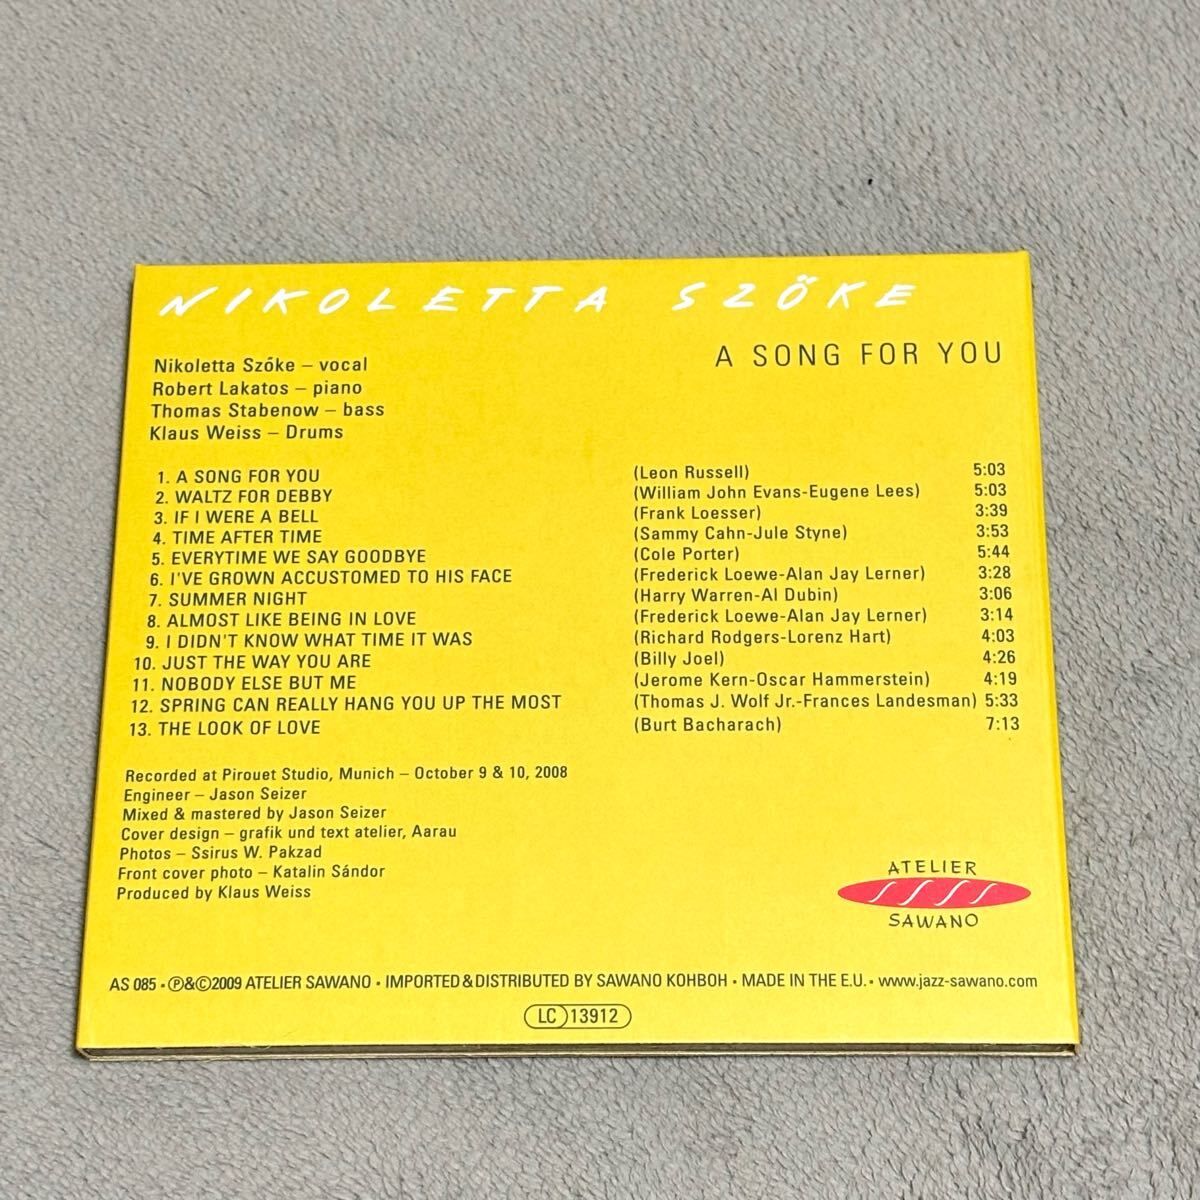 NIKOLETTA SZŐKE
A SONG FOR YOU
Nikoletta Szőke – vocal
Robert Lakatos – piano
Thomas Stabenow – bass
Klaus Weiss – Drums
1. A SONG FOR YOU (Leon Russell) 5:03
2. WALTZ FOR DEBBY (William John Evans-Eugene Lees) 5:03
3. IF I WERE A BELL (Frank Loesser) 3:39
4. TIME AFTER TIME (Sammy Cahn-Jule Styne) 3:53
5. EVERYTIME WE SAY GOODBYE (Cole Porter) 5:44
6. I'VE GROWN ACCUSTOMED TO HIS FACE (Frederick Loewe-Alan Jay Lerner) 3:28
7. SUMMER NIGHT (Harry Warren-Al Dubin) 3:06
8. ALMOST LIKE BEING IN LOVE (Frederick Loewe-Alan Jay Lerner) 3:14
9. I DIDN'T KNOW WHAT TIME IT WAS (Richard Rodgers-Lorenz Hart) 4:03
10. JUST THE WAY YOU ARE (Billy Joel) 4:26
11. NOBODY ELSE BUT ME (Jerome Kern-Oscar Hammerstein) 4:19
12. SPRING CAN REALLY HANG YOU UP THE MOST (Thomas J. Wolf Jr.-Frances Landesman) 5:33
13. THE LOOK OF LOVE (Burt Bacharach) 7:13
Recorded at Pirouet Studio, Munich – October 9 & 10, 2008
Engineer – Jason Seizer
Mixed & mastered by Jason Seizer
Cover design – grafik und text atelier, Aarau
Photos – Ssirus W. Pakzad
Front cover photo – Katalin Sándor
Produced by Klaus Weiss
ATELIER
SAWANO
AS 085 • ℗&©2009 ATELIER SAWANO • IMPORTED & DISTRIBUTED BY SAWANO KOHBOH • MADE IN THE E.U. • www.jazz-sawano.com
LC 13912